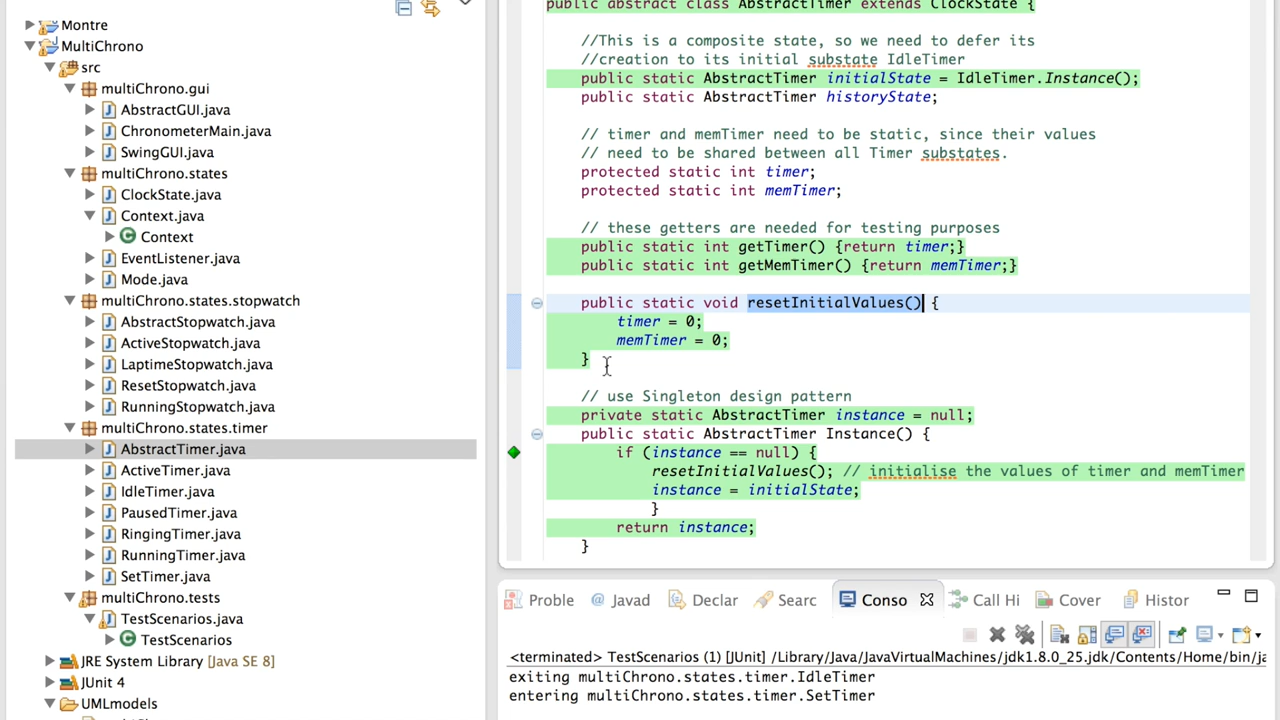 Montre
MultiChrono
src
multiChrono.gui
AbstractGUI.java
ChronometerMain.java
SwingGUI.java
multiChrono.states
ClockState.java
Context.java
Context
EventListener.java
Mode.java
multiChrono.states.stopwatch
AbstractStopwatch.java
ActiveStopwatch.java
LaptimeStopwatch.java
ResetStopwatch.java
RunningStopwatch.java
multiChrono.states.timer
AbstractTimer.java
ActiveTimer.java
IdleTimer.java
PausedTimer.java
RingingTimer.java
RunningTimer.java
SetTimer.java
multiChrono.tests
TestScenarios.java
TestScenarios
JRE System Library [Java SE 8]
JUnit 4
UMLmodels
public abstract class AbstractTimer extends ClockState {
//This is a composite state, so we need to defer its
//creation to its initial substate IdleTimer
public static AbstractTimer initialState = IdleTimer.Instance();
public static AbstractTimer historyState;
// timer and memTimer need to be static, since their values
// need to be shared between all Timer substates.
protected static int timer;
protected static int memTimer;
// these getters are needed for testing purposes
public static int getTimer() {return timer;}
public static int getMemTimer() {return memTimer;}
public static void resetInitialValues() {
timer = 0;
memTimer = 0;
}
// use Singleton design pattern
private static AbstractTimer instance = null;
public static AbstractTimer Instance() {
if (instance == null) {
resetInitialValues(); // initialise the values of timer and memTimer
instance = initialState;
}
return instance;
}
Proble @ Javad Declar Searc Conso Call Hi Cover Histor
<terminated> TestScenarios (1) [JUnit] /Library/Java/JavaVirtualMachines/jdk1.8.0_25.jdk/Contents/Home/bin/ja
exiting multiChrono.states.timer.IdleTimer
entering multiChrono.states.timer.SetTimer